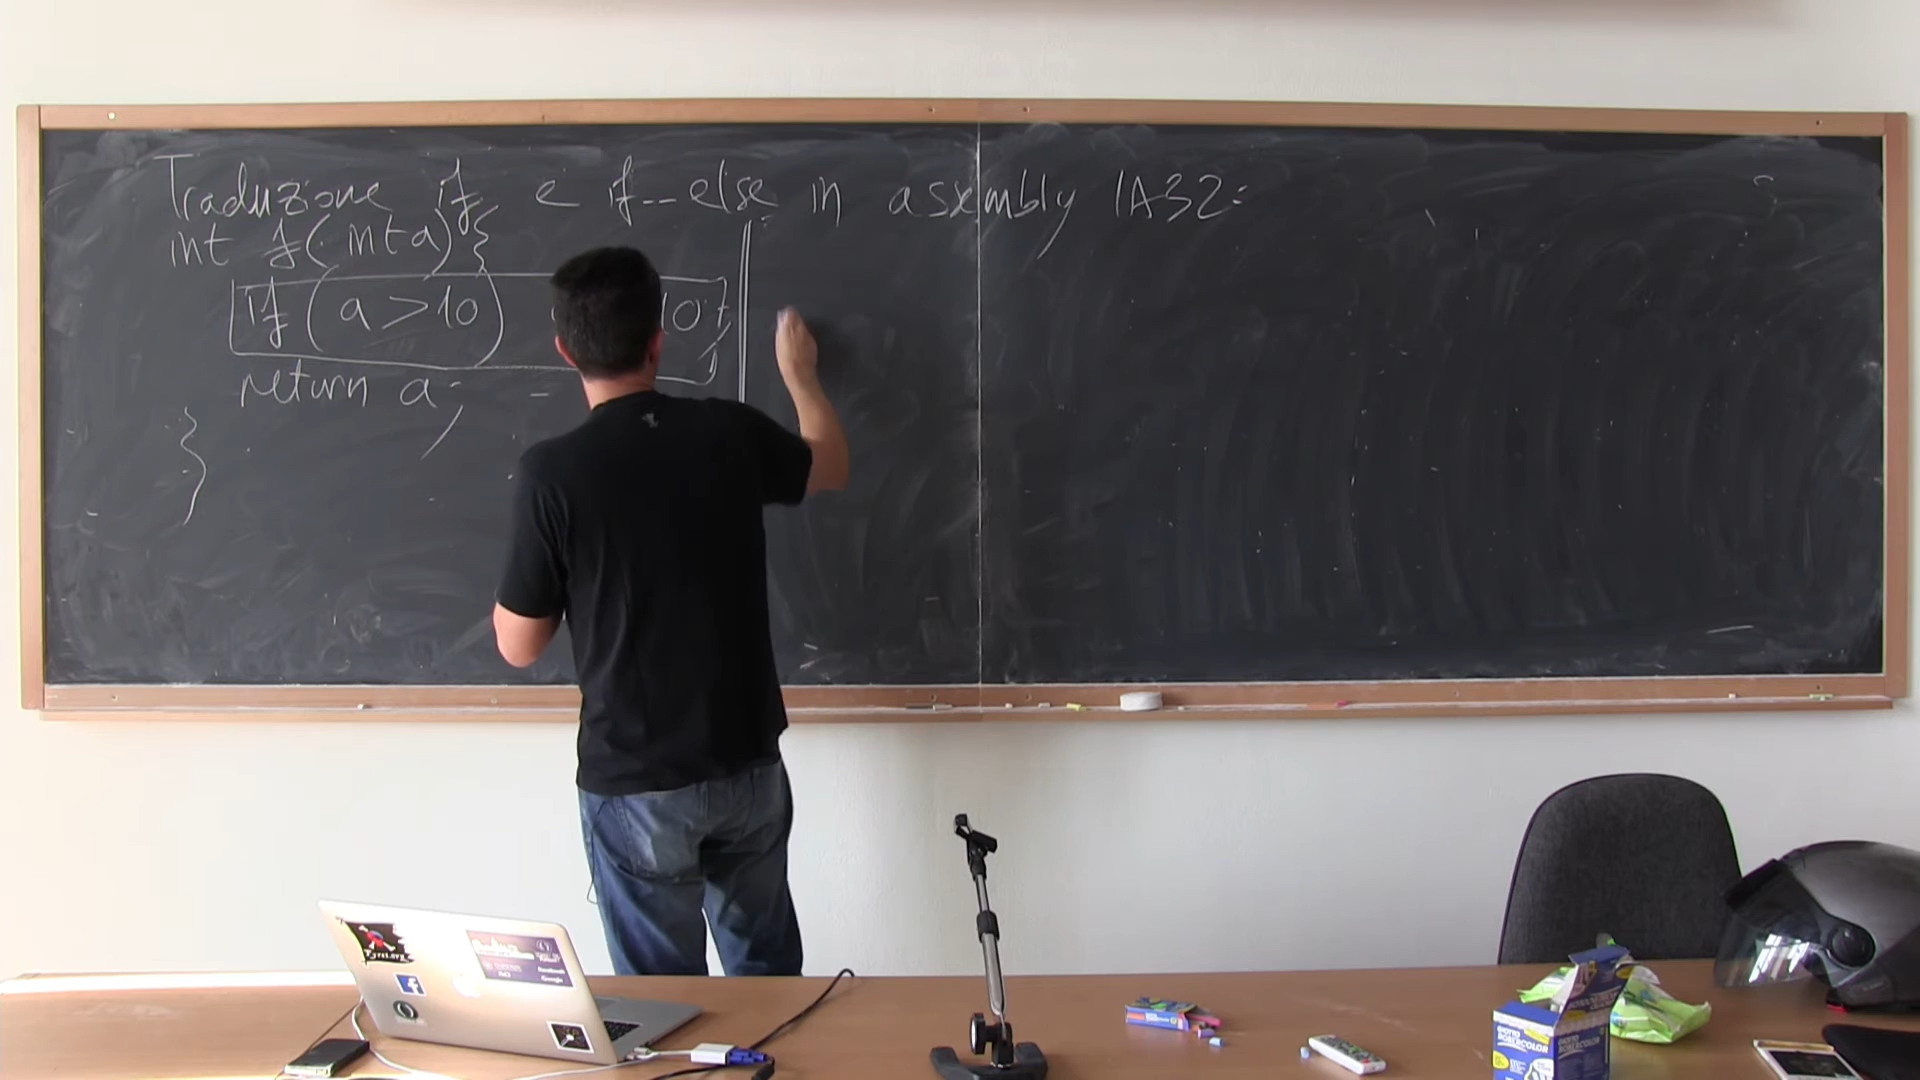 Traduzione if e if--else in assembly IA32:
int f(int a){
if(a>10) 10;
return a;
}